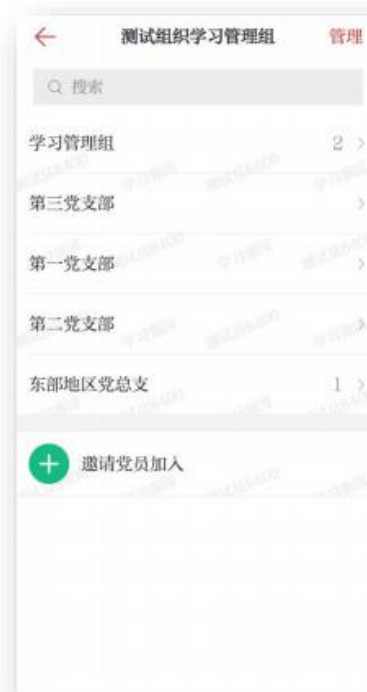 测试组织学习管理组 管理
搜索
学习管理组 2
第三党支部
第一党支部
第二党支部
东部地区党总支 1
邀请党员加入